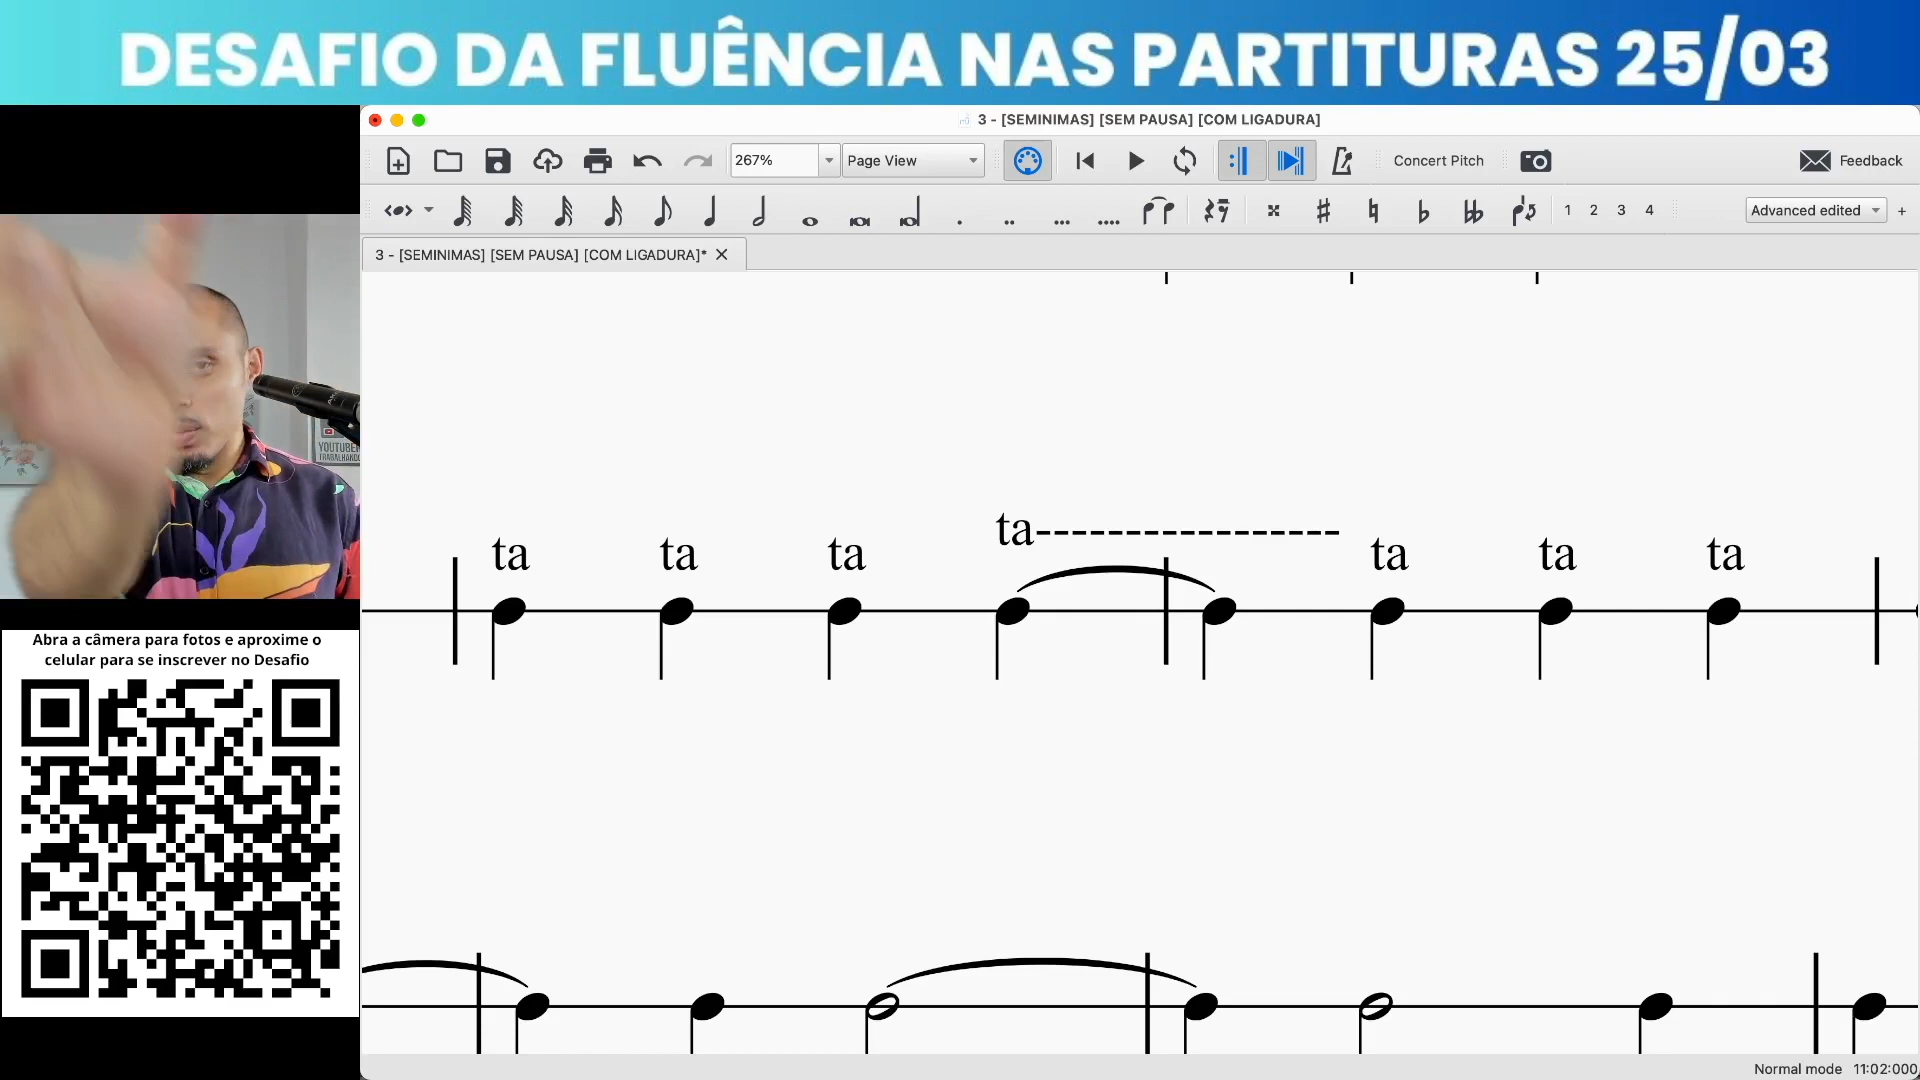 DESAFIO DA FLUÊNCIA NAS PARTITURAS 25/03
3 - [SEMINIMAS] [SEM PAUSA] [COM LIGADURA]
267%
Page View
Concert Pitch
Feedback
1 2 3 4
Advanced edited
+
3 - [SEMINIMAS] [SEM PAUSA] [COM LIGADURA]*
YOUTUBER
TRABALHANDO
ta ta ta ta------------------ ta ta ta
Abra a câmera para fotos e aproxime o
celular para se inscrever no Desafio
Normal mode 11:02:000